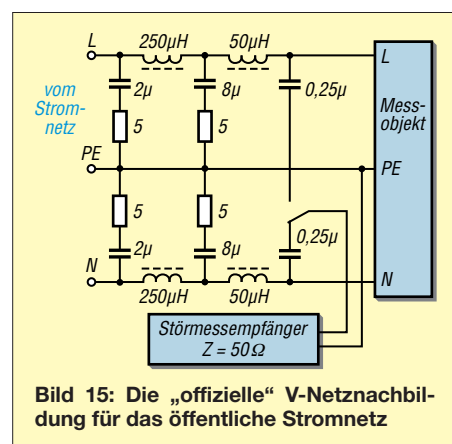 L 250µH 50µH L
vom
Strom-
netz
2µ 8µ 0,25µ
Mess-
objekt
5 5
PE PE
5 5
2µ 8µ 0,25µ
N N
250µH 50µH
Störmessempfänger
Z = 50Ω
Bild 15: Die „offizielle“ V-Netznachbil-
dung für das öffentliche Stromnetz